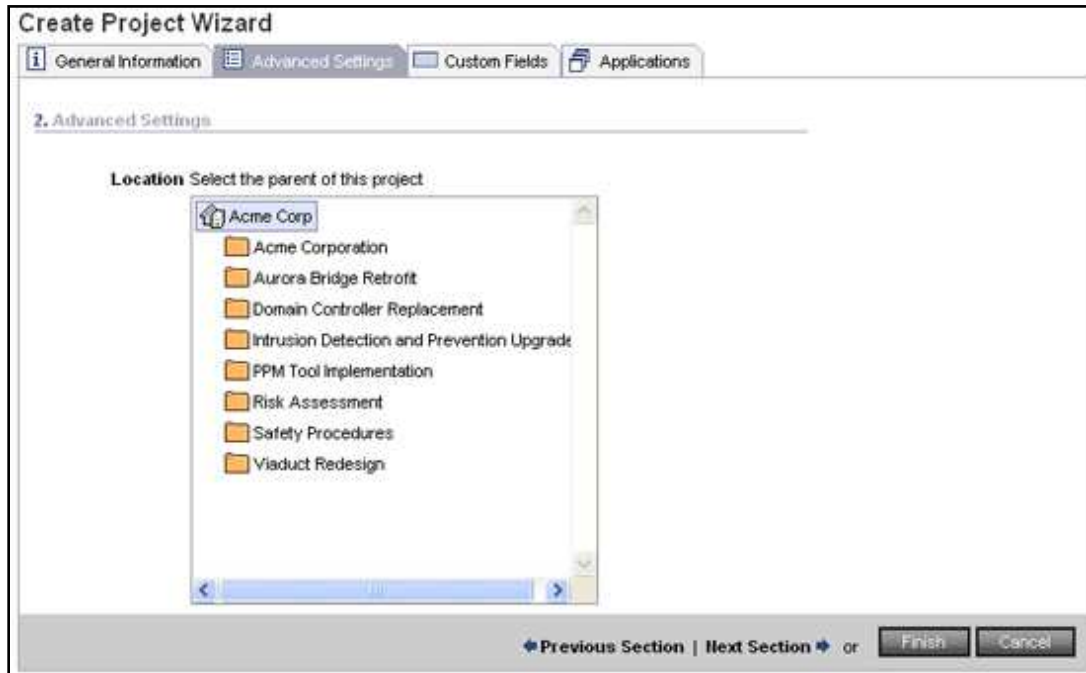 Create Project Wizard
General Information Advanced Settings Custom Fields Applications
2. Advanced Settings
Location Select the parent of this project
Acme Corp
Acme Corporation
Aurora Bridge Retrofit
Domain Controller Replacement
Intrusion Detection and Prevention Upgrade
PPM Tool Implementation
Risk Assessment
Safety Procedures
Viaduct Redesign
Previous Section | Next Section or Finish Cancel